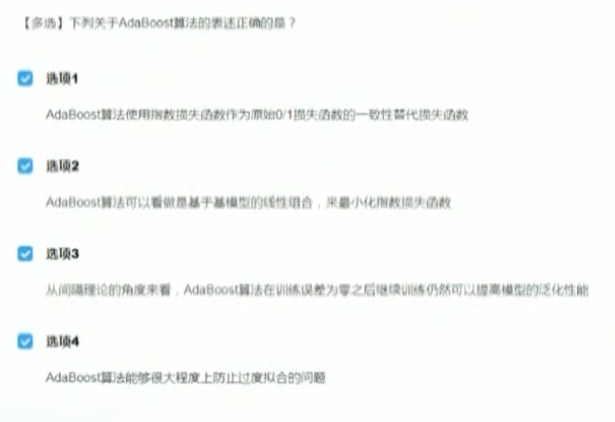 【多选】下列关于AdaBoost算法的表述正确的是？
选项1
AdaBoost算法使用指数损失函数作为原始0/1损失函数的一致性替代损失函数
选项2
AdaBoost算法可以看做是基于基模型的线性组合，来最小化指数损失函数
选项3
从间隔理论的角度来看，AdaBoost算法在训练误差为零之后继续训练仍然可以提高模型的泛化性能
选项4
AdaBoost算法能够很大程度上防止过度拟合的问题